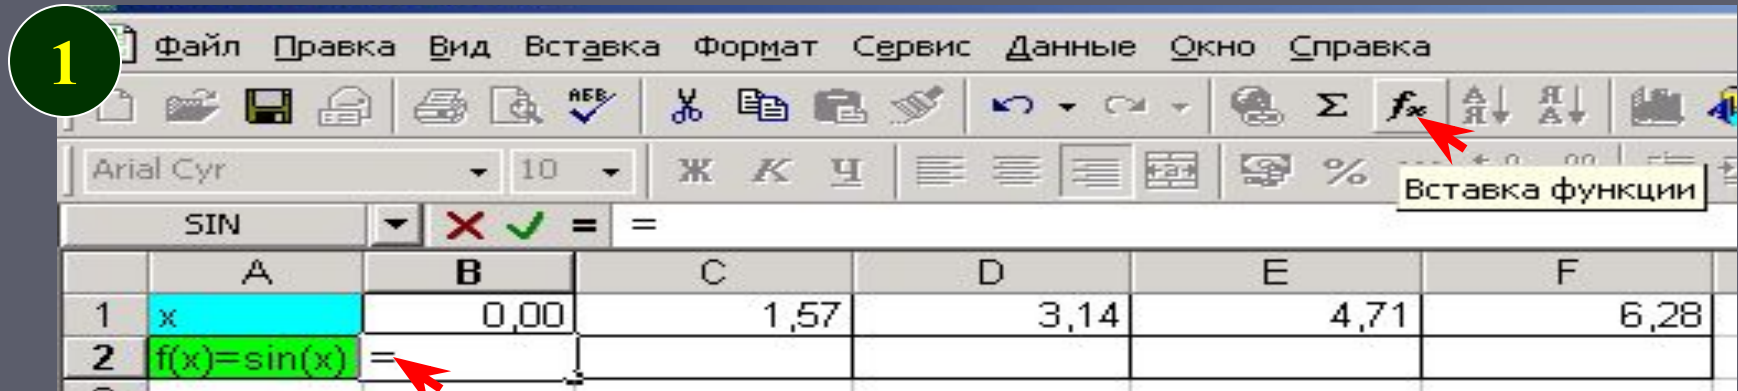 1
Файл Правка Вид Вставка Формат Сервис Данные Окно Справка
Arial Cyr 10 Ж К Ч %
Вставка функции
SIN = =
A B C D E F
1 x 0,00 1,57 3,14 4,71 6,28
2 f(x)=sin(x) =